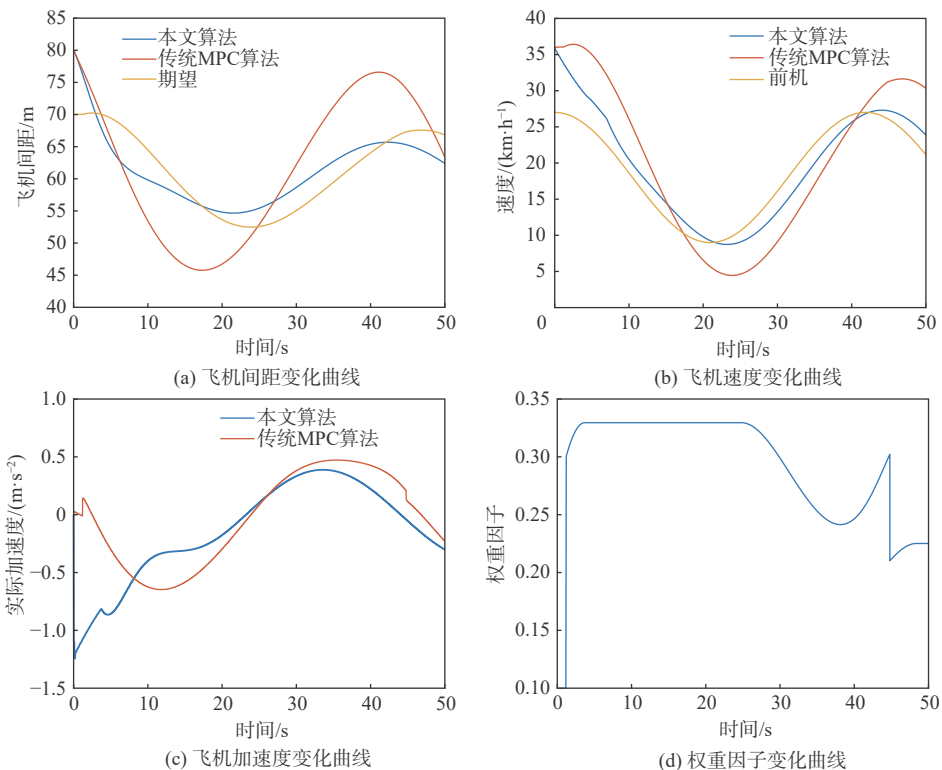 85
80
75
70
65
60
55
50
45
40
飞机间距/m
本文算法
传统MPC算法
期望
0
10
20
30
40
50
时间/s
(a) 飞机间距变化曲线
40
35
30
25
20
15
10
5
速度/(km·h⁻¹)
本文算法
传统MPC算法
前机
0
10
20
30
40
50
时间/s
(b) 飞机速度变化曲线
1.0
0.5
0
−0.5
−1.0
−1.5
实际加速度/(m·s⁻²)
本文算法
传统MPC算法
0
10
20
30
40
50
时间/s
(c) 飞机加速度变化曲线
0.35
0.30
0.25
0.20
0.15
0.10
权重因子
0
10
20
30
40
50
时间/s
(d) 权重因子变化曲线